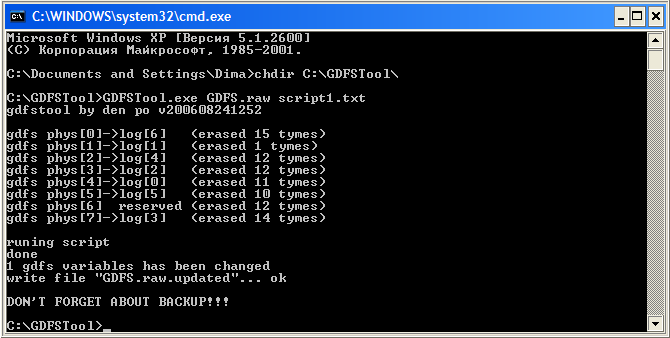 C:\WINDOWS\system32\cmd.exe
Microsoft Windows XP [Версия 5.1.2600]
(C) Корпорация Майкрософт, 1985-2001.
C:\Documents and Settings\Dima>chdir C:\GDFSTool\
C:\GDFSTool>GDFSTool.exe GDFS.raw script1.txt
gdfstool by den po v200608241252
gdfs phys[0]->log[6]   (erased 15 tymes)
gdfs phys[1]->log[1]   (erased 1 tymes)
gdfs phys[2]->log[4]   (erased 12 tymes)
gdfs phys[3]->log[2]   (erased 12 tymes)
gdfs phys[4]->log[0]   (erased 11 tymes)
gdfs phys[5]->log[5]   (erased 10 tymes)
gdfs phys[6]  reserved (erased 12 tymes)
gdfs phys[7]->log[3]   (erased 14 tymes)
runing script
done
1 gdfs variables has been changed
write file "GDFS.raw.updated"... ok
DON'T FORGET ABOUT BACKUP!!!
C:\GDFSTool>_